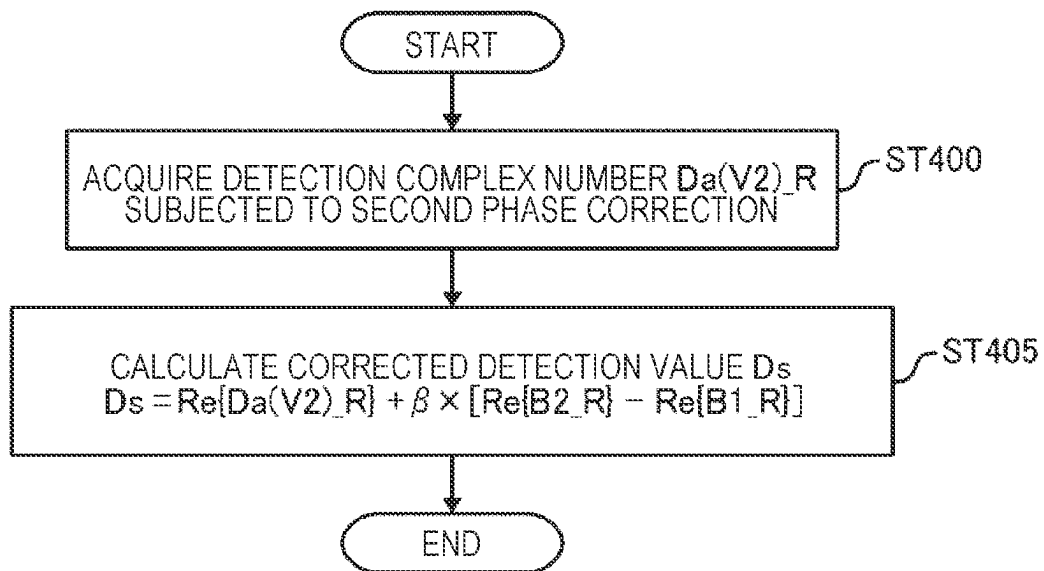 START
ACQUIRE DETECTION COMPLEX NUMBER Da(V2)_R
SUBJECTED TO SECOND PHASE CORRECTION
ST400
CALCULATE CORRECTED DETECTION VALUE Ds
Ds=Re{Da(V2)_R} + β × [Re{B2_R} − Re{B1_R}]
ST405
END